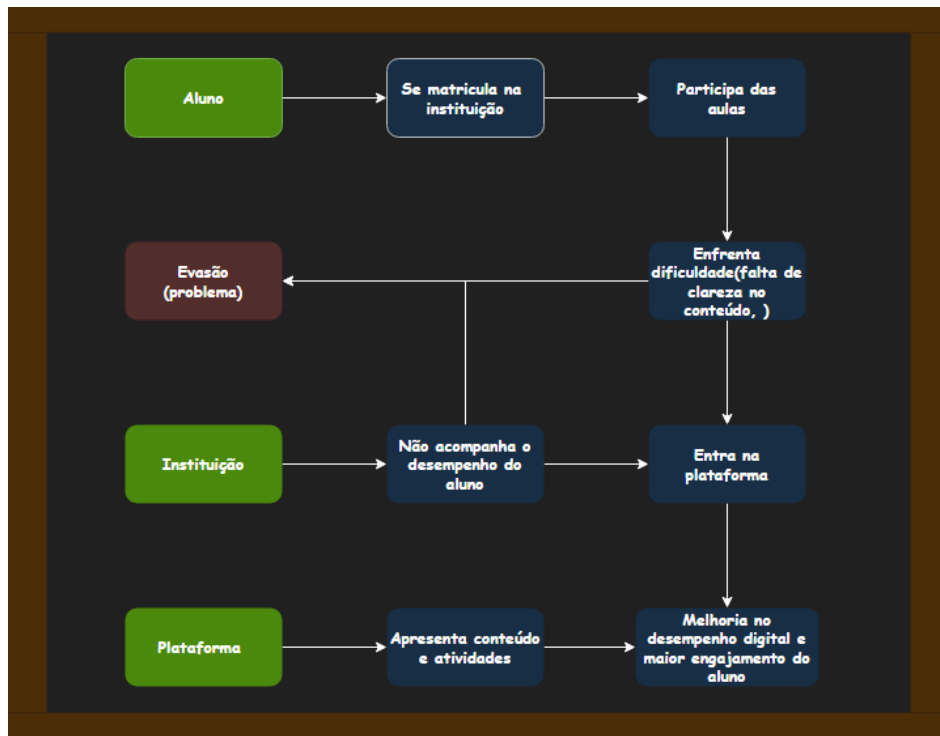 Aluno
Se matricula na
instituição
Participa das
aulas
Evasão
(problema)
Enfrenta
dificuldade(falta de
clareza no
conteúdo, )
Instituição
Não acompanha o
desempenho do
aluno
Entra na
plataforma
Plataforma
Apresenta conteúdo
e atividades
Melhoria no
desempenho digital e
maior engajamento do
aluno